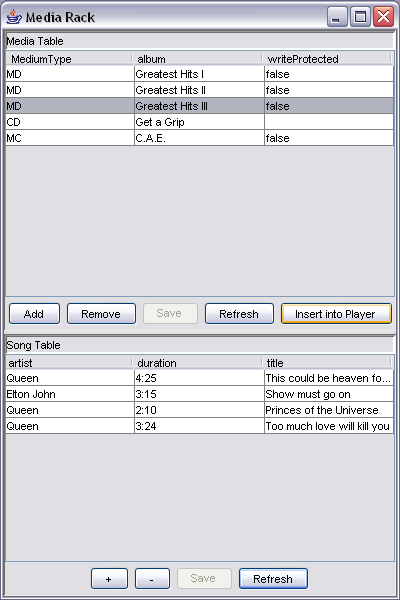 Media Rack
Media Table
MediumType album writeProtected
MD Greatest Hits I false
MD Greatest Hits II false
MD Greatest Hits III false
CD Get a Grip
MC C.A.E. false
Add Remove Save Refresh Insert into Player
Song Table
artist duration title
Queen 4:25 This could be heaven fo...
Elton John 3:15 Show must go on
Queen 2:10 Princes of the Universe
Queen 3:24 Too much love will kill you
+ - Save Refresh